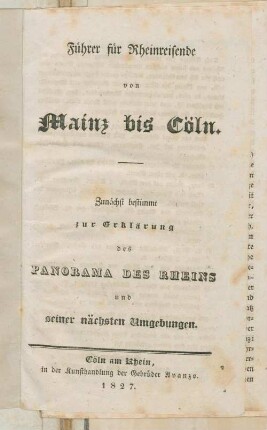 Führer für Rheinreisende
von
Mainz bis Cöln.
Zunächst bestimmt
zur Erklärung
des
PANORAMA DES RHEINS
und
seiner nächsten Umgebungen.
Cöln am Rhein,
in der Kunsthandlung der Gebrüder Avanzo.
1827.